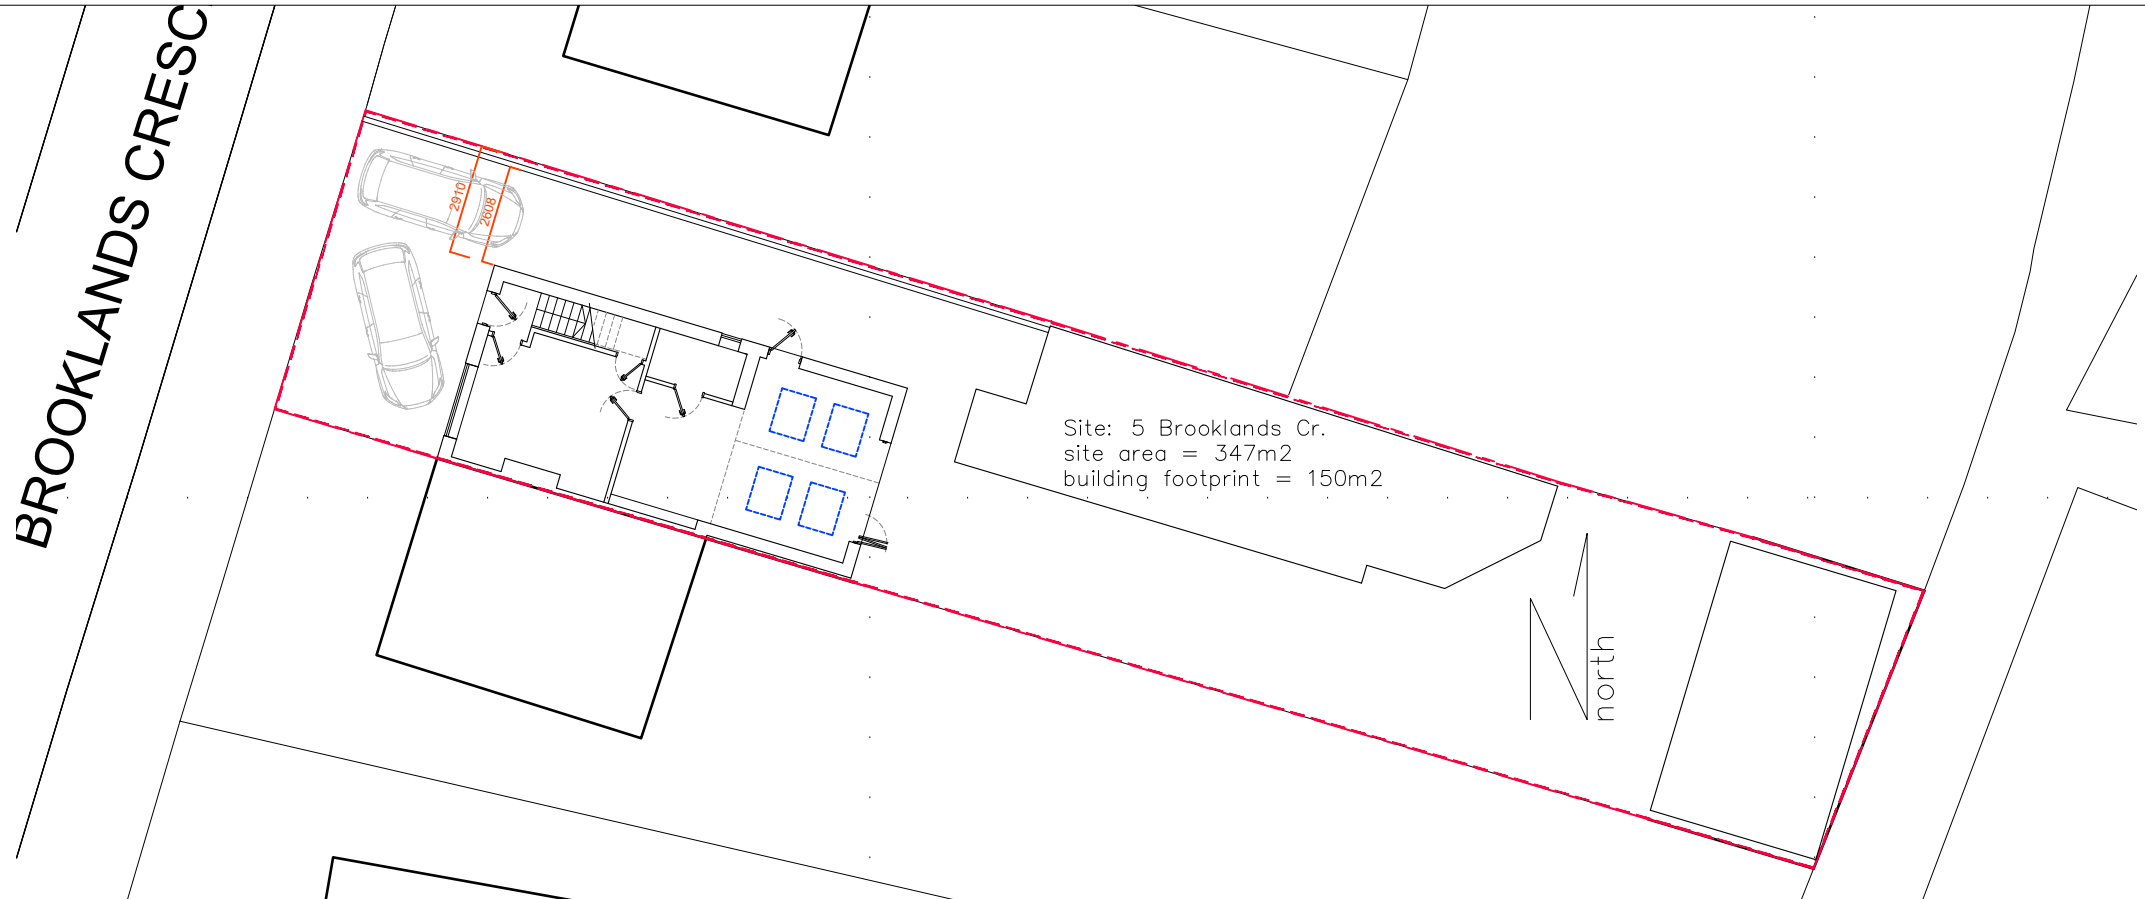 BROOKLANDS CRESC
2910
2608
Site: 5 Brooklands Cr.
site area = 347m2
building footprint = 150m2
north